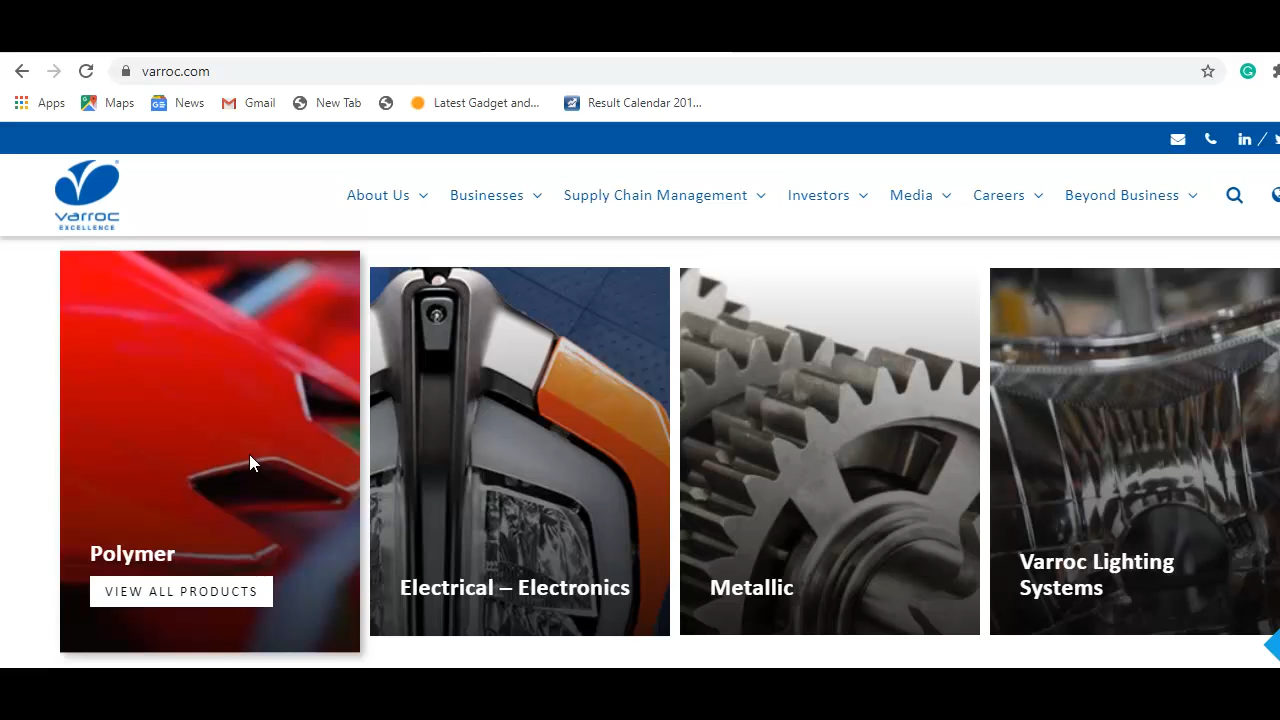 varroc.com
Apps Maps News Gmail New Tab Latest Gadget and... Result Calendar 201...
in
varroc
EXCELLENCE
About Us Businesses Supply Chain Management Investors Media Careers Beyond Business
Polymer
VIEW ALL PRODUCTS
Electrical – Electronics
Metallic
Varroc Lighting
Systems